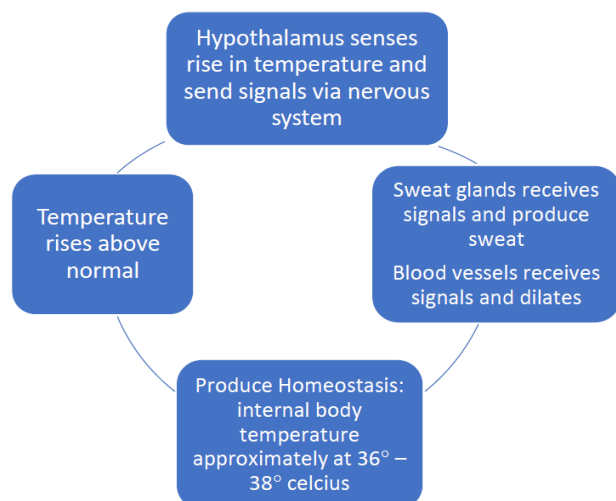 Hypothalamus senses
rise in temperature and
send signals via nervous
system
Sweat glands receives
signals and produce
sweat
Blood vessels receives
signals and dilates
Produce Homeostasis:
internal body
temperature
approximately at 36° –
38° celcius
Temperature
rises above
normal